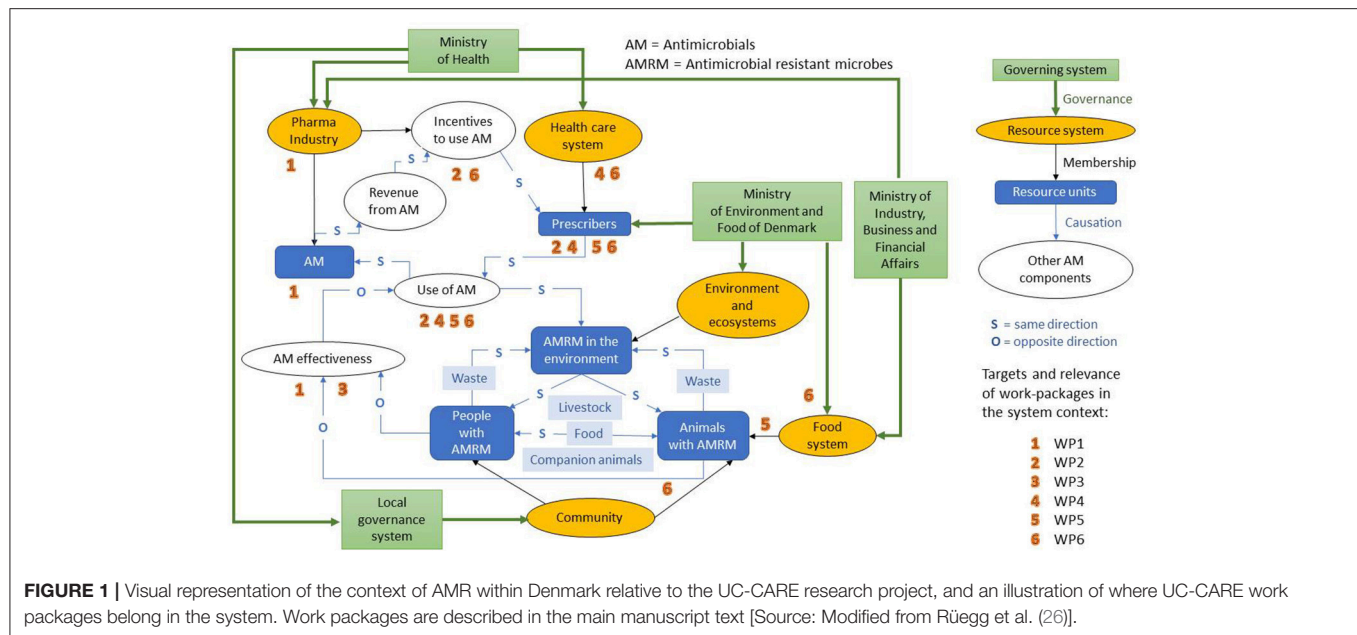 Ministry
of Health
AM = Antimicrobials
AMRM = Antimicrobial resistant microbes
Governing system
Governance
Pharma
Industry
Incentives
to use AM
Health care
system
Resource system
1
S
2 6
S
4 6
Membership
Revenue
from AM
Ministry
of Environment and
Food of Denmark
Ministry of
Industry,
Business and
Financial
Affairs
Resource units
Prescribers
Causation
S
2 4 5 6
AM
S
S
Other AM
components
1
O
Use of AM
S
Environment
and
ecosystems
2 4 5 6
AMRM in the
environment
S = same direction
O = opposite direction
AM effectiveness
S
S
Waste
Waste
1 3
S
S
Targets and relevance
of work-packages in
the system context:
Livestock
6
O
People
with
AMRM
S
Food
Animals
with AMRM
5
Food
system
O
Companion animals
1 WP1
2 WP2
3 WP3
4 WP4
5 WP5
6 WP6
6
Local
governance
system
Community
FIGURE 1 | Visual representation of the context of AMR within Denmark relative to the UC-CARE research project, and an illustration of where UC-CARE work
packages belong in the system. Work packages are described in the main manuscript text [Source: Modified from Rüegg et al. (26)].